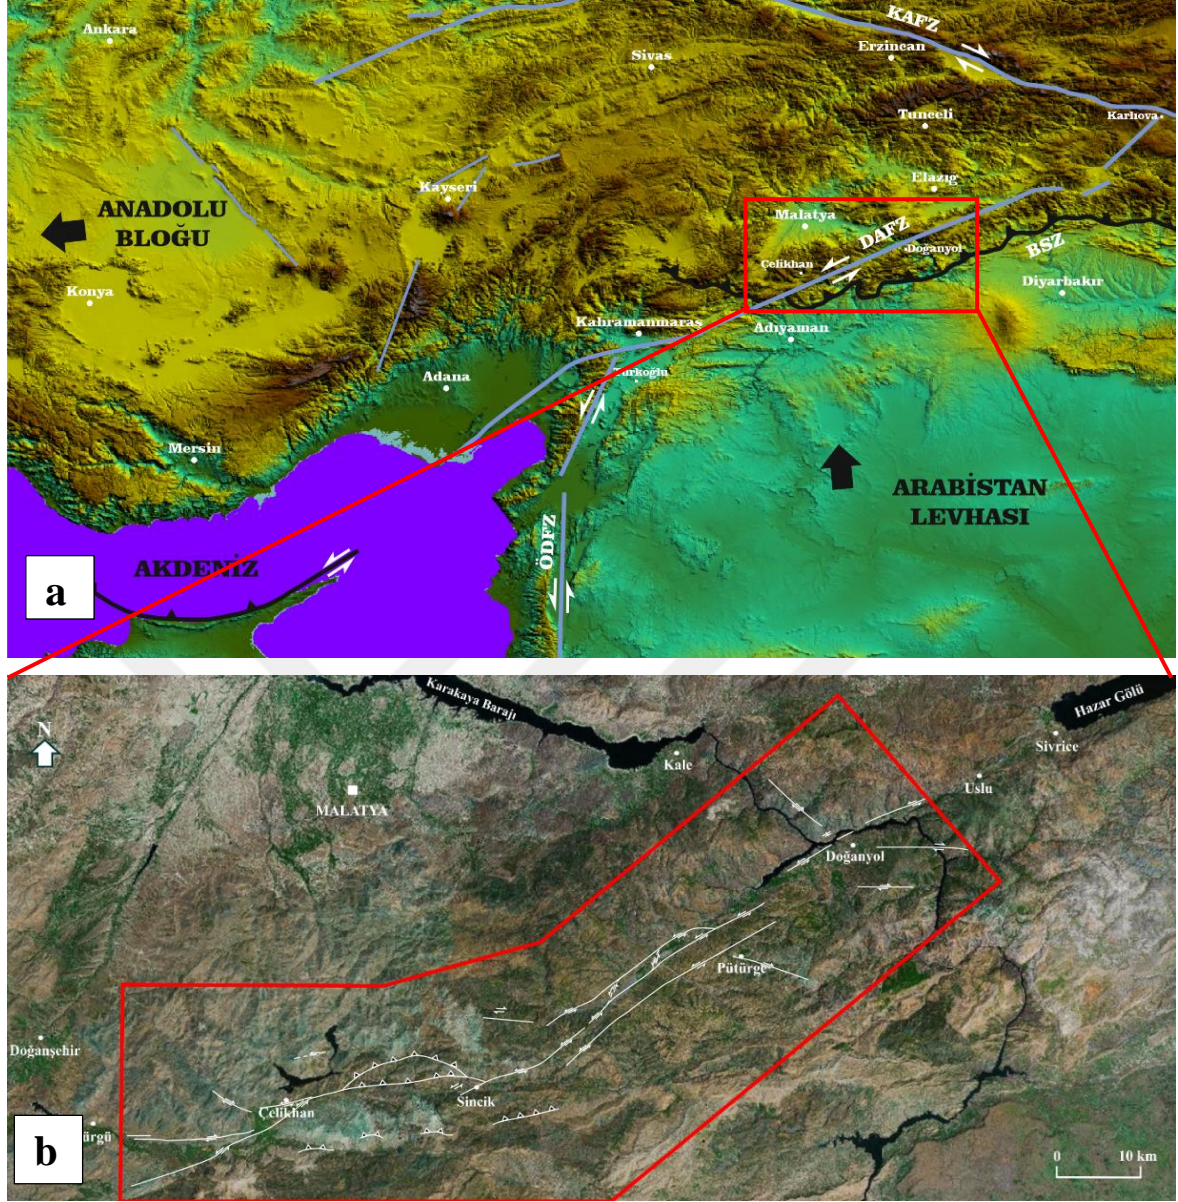 Ankara
KAFZ
Erzincan
Sivas
Tunceli
Karlıova
Elazıg
Kayseri
Malatya
ANADOLU
BLOĞU
DAFZ
Doğanyol
BSZ
Çelikhan
Diyarbakır
Konya
Kahramanmaraş
Adıyaman
Adana
Mersin
ARABİSTAN
LEVHASI
ÖDFZ
AKDENİZ
a
Karakaya Barajı
Hazar Gölü
N
Sivrice
Kale
Uslu
MALATYA
Doğanyol
Pütürge
Doğanşehir
Çelikhan
Sincik
ürgü
b
0 10 km